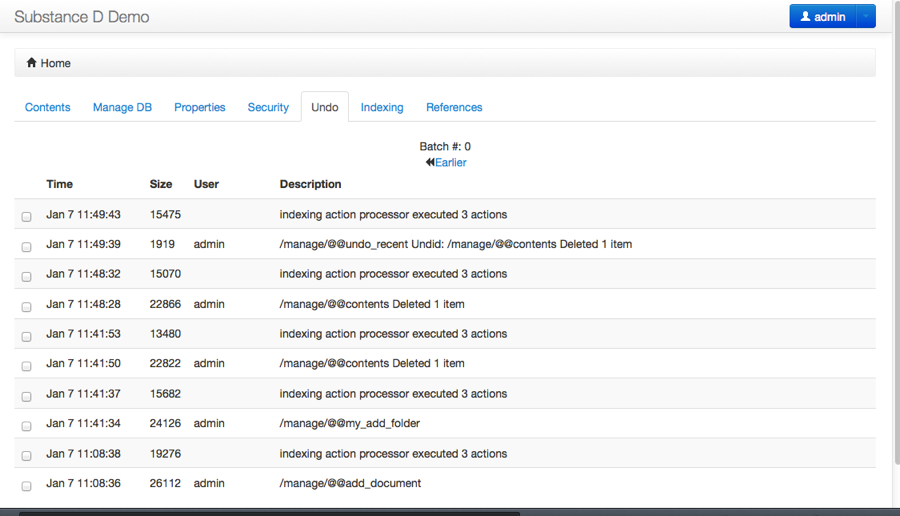 Substance D Demo
admin
Home
Contents Manage DB Properties Security Undo Indexing References
Batch #: 0
Earlier
Time Size User Description
Jan 7 11:49:43 15475 indexing action processor executed 3 actions
Jan 7 11:49:39 1919 admin /manage/@@undo_recent Undid: /manage/@@contents Deleted 1 item
Jan 7 11:48:32 15070 indexing action processor executed 3 actions
Jan 7 11:48:28 22866 admin /manage/@@contents Deleted 1 item
Jan 7 11:41:53 13480 indexing action processor executed 3 actions
Jan 7 11:41:50 22822 admin /manage/@@contents Deleted 1 item
Jan 7 11:41:37 15682 indexing action processor executed 3 actions
Jan 7 11:41:34 24126 admin /manage/@@my_add_folder
Jan 7 11:08:38 19276 indexing action processor executed 3 actions
Jan 7 11:08:36 26112 admin /manage/@@add_document